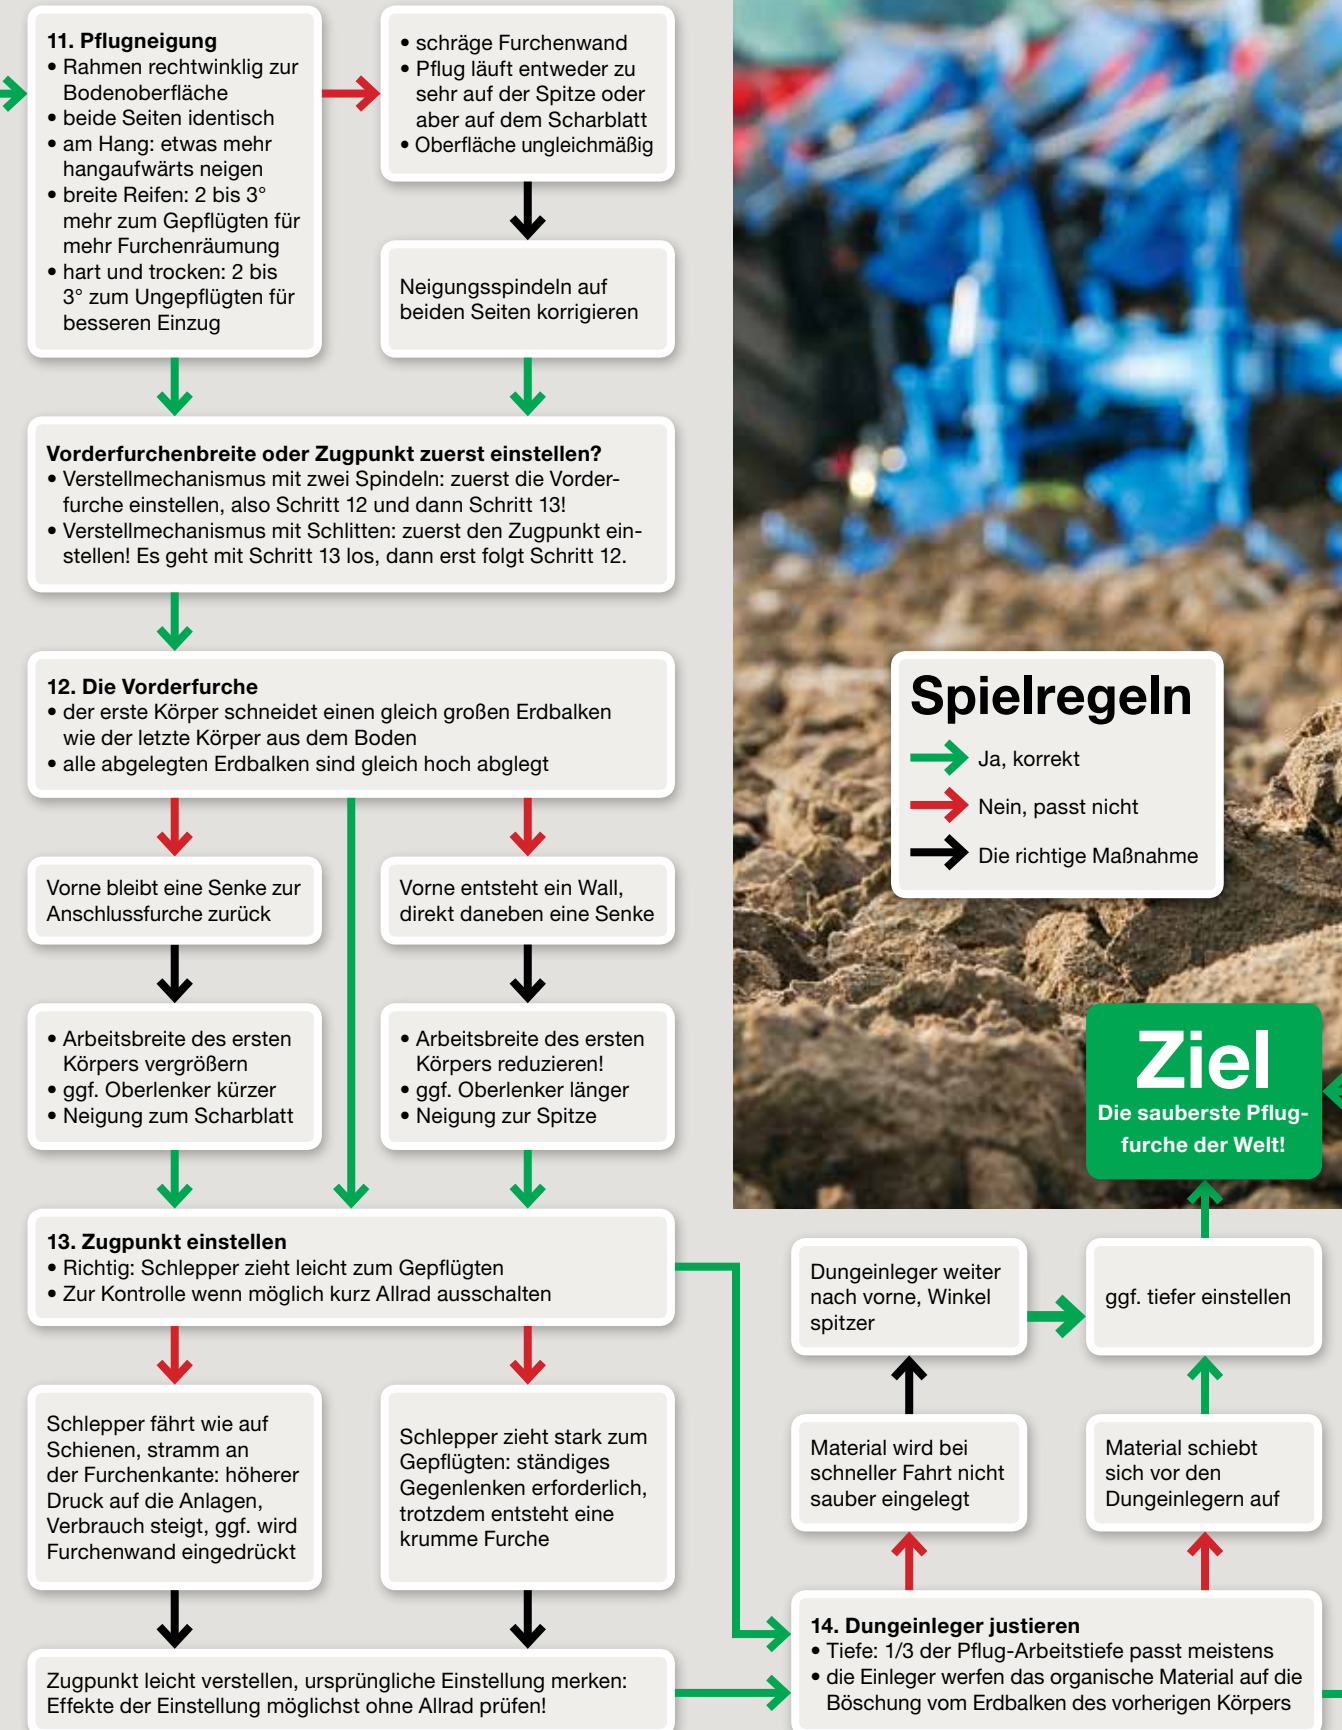 11. Pflugneigung
• Rahmen rechtwinklig zur
Bodenoberfläche
• beide Seiten identisch
• am Hang: etwas mehr
hangaufwärts neigen
• breite Reifen: 2 bis 3°
mehr zum Gepflügten für
mehr Furchenräumung
• hart und trocken: 2 bis
3° zum Ungepflügten für
besseren Einzug
• schräge Furchenwand
• Pflug läuft entweder zu
sehr auf der Spitze oder
aber auf dem Scharblatt
• Oberfläche ungleichmäßig
Neigungsspindeln auf
beiden Seiten korrigieren
Vorderfurchenbreite oder Zugpunkt zuerst einstellen?
• Verstellmechanismus mit zwei Spindeln: zuerst die Vorder-
furche einstellen, also Schritt 12 und dann Schritt 13!
• Verstellmechanismus mit Schlitten: zuerst den Zugpunkt ein-
stellen! Es geht mit Schritt 13 los, dann erst folgt Schritt 12.
12. Die Vorderfurche
• der erste Körper schneidet einen gleich großen Erdbalken
wie der letzte Körper aus dem Boden
• alle abgelegten Erdbalken sind gleich hoch abglegt
Vorne bleibt eine Senke zur
Anschlussfurche zurück
Vorne entsteht ein Wall,
direkt daneben eine Senke
• Arbeitsbreite des ersten
Körpers vergrößern
• ggf. Oberlenker kürzer
• Neigung zum Scharblatt
• Arbeitsbreite des ersten
Körpers reduzieren!
• ggf. Oberlenker länger
• Neigung zur Spitze
13. Zugpunkt einstellen
• Richtig: Schlepper zieht leicht zum Gepflügten
• Zur Kontrolle wenn möglich kurz Allrad ausschalten
Schlepper fährt wie auf
Schienen, stramm an
der Furchenkante: höherer
Druck auf die Anlagen,
Verbrauch steigt, ggf. wird
Furchenwand eingedrückt
Schlepper zieht stark zum
Gepflügten: ständiges
Gegenlenken erforderlich,
trotzdem entsteht eine
krumme Furche
Zugpunkt leicht verstellen, ursprüngliche Einstellung merken:
Effekte der Einstellung möglichst ohne Allrad prüfen!
Spielregeln
Ja, korrekt
Nein, passt nicht
Die richtige Maßnahme
Ziel
Die sauberste Pflug-
furche der Welt!
Dungeinleger weiter
nach vorne, Winkel
spitzer
ggf. tiefer einstellen
Material wird bei
schneller Fahrt nicht
sauber eingelegt
Material schiebt
sich vor den
Dungeinlegern auf
14. Dungeinleger justieren
• Tiefe: 1/3 der Pflug-Arbeitstiefe passt meistens
• die Einleger werfen das organische Material auf die
Böschung vom Erdbalken des vorherigen Körpers